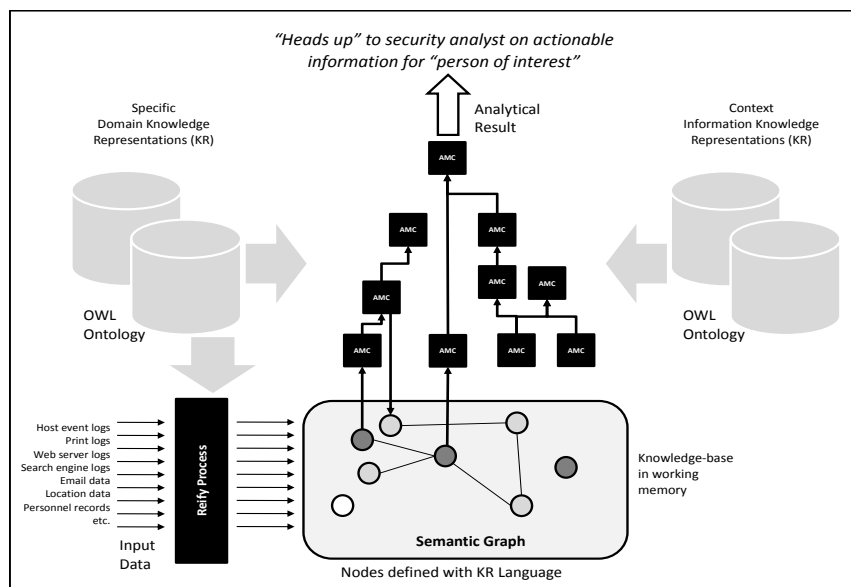 “Heads up” to security analyst on actionable
information for “person of interest”
Specific
Domain Knowledge
Representations (KR)
Analytical
Result
Context
Information Knowledge
Representations (KR)
AMC
AMC
AMC
AMC
AMC
AMC
OWL
Ontology
OWL
Ontology
AMC
AMC
AMC
AMC
Host event logs
Print logs
Web server logs
Search engine logs
Email data
Location data
Personnel records
etc.
Input
Data
Reify Process
Knowledge-base
in working
memory
Semantic Graph
Nodes defined with KR Language